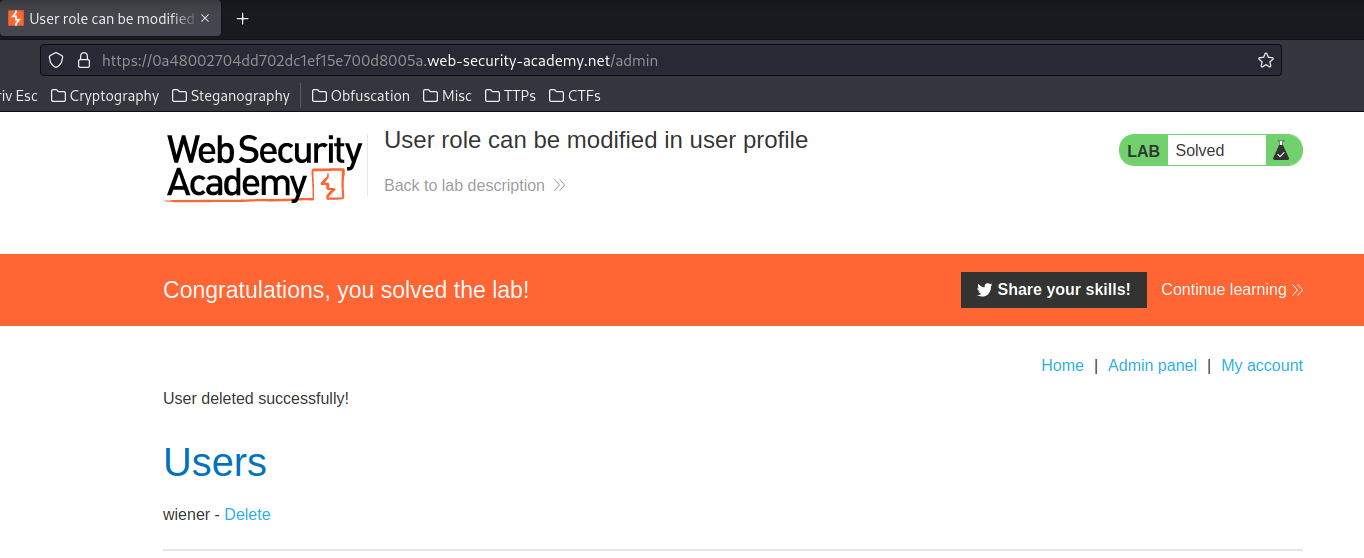 User role can be modified
https://0a48002704dd702dc1ef15e700d8005a.web-security-academy.net/admin
iv Esc Cryptography Steganography Obfuscation Misc TTPs CTFs
Web Security
Academy
User role can be modified in user profile
Back to lab description
LAB Solved
Congratulations, you solved the lab!
Share your skills! Continue learning
Home | Admin panel | My account
User deleted successfully!
Users
wiener - Delete